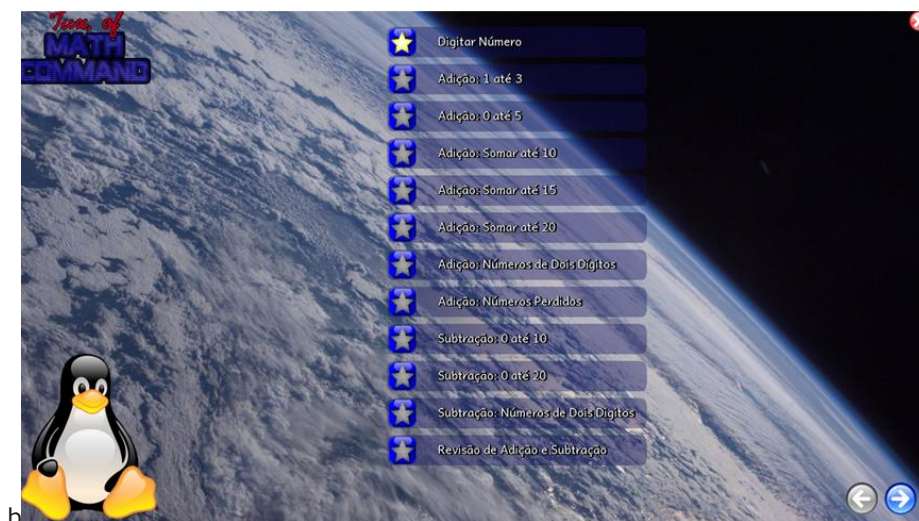 Tux, of
MATH
COMMAND
Digitar Número
Adição: 1 até 3
Adição: 0 até 5
Adição: Somar até 10
Adição: Somar até 15
Adição: Somar até 20
Adição: Números de Dois Dígitos
Adição: Números Perdidos
Subtração: 0 até 10
Subtração: 0 até 20
Subtração: Números de Dois Digitos
Revisão de Adição e Subtração
b